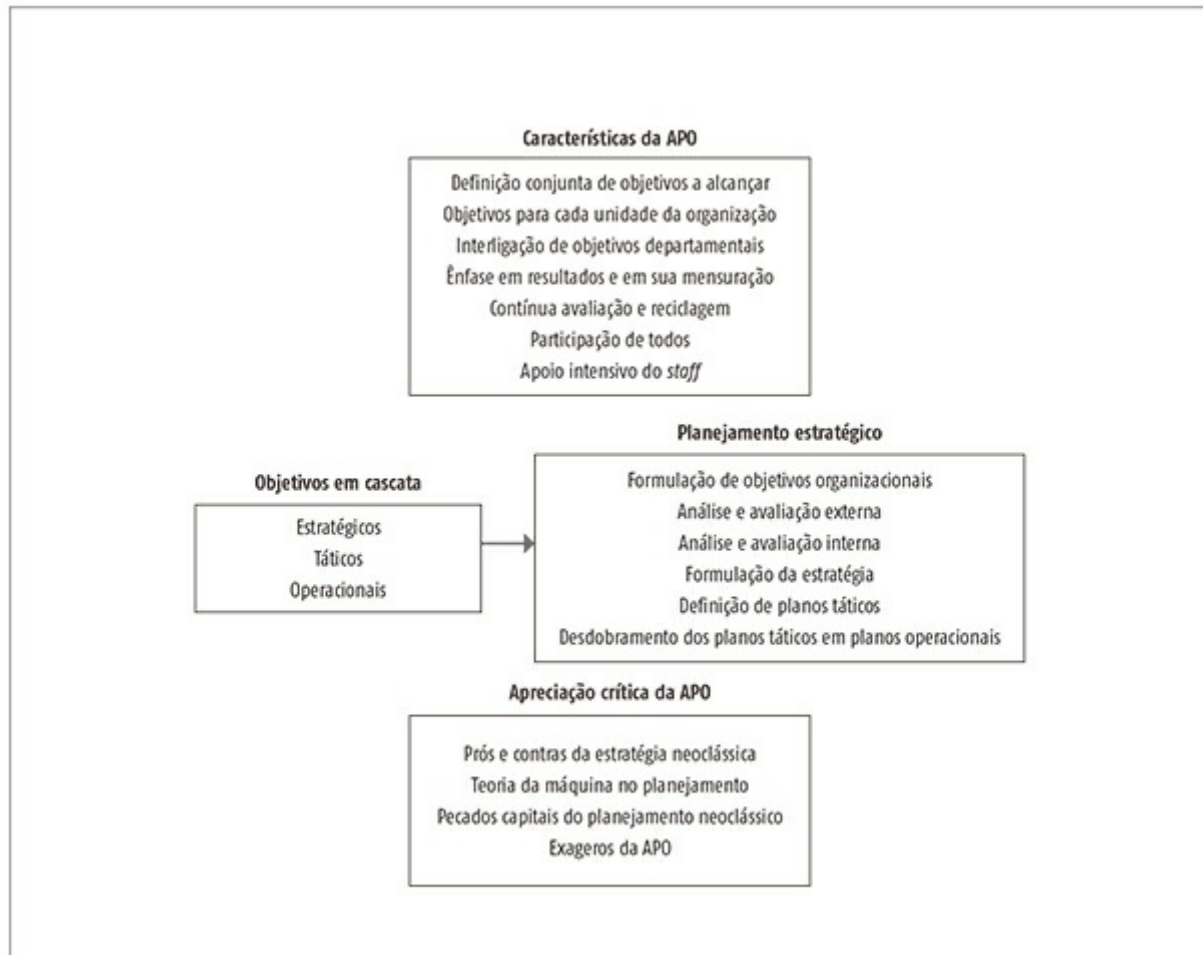 Características da APO
Definição conjunta de objetivos a alcançar
Objetivos para cada unidade da organização
Interligação de objetivos departamentais
Ênfase em resultados e em sua mensuração
Contínua avaliação e reciclagem
Participação de todos
Apoio intensivo do staff
Objetivos em cascata
Estratégicos
Táticos
Operacionais
Planejamento estratégico
Formulação de objetivos organizacionais
Análise e avaliação externa
Análise e avaliação interna
Formulação da estratégia
Definição de planos táticos
Desdobramento dos planos táticos em planos operacionais
Apreciação crítica da APO
Prós e contras da estratégia neoclássica
Teoria da máquina no planejamento
Pecados capitais do planejamento neoclássico
Exageros da APO